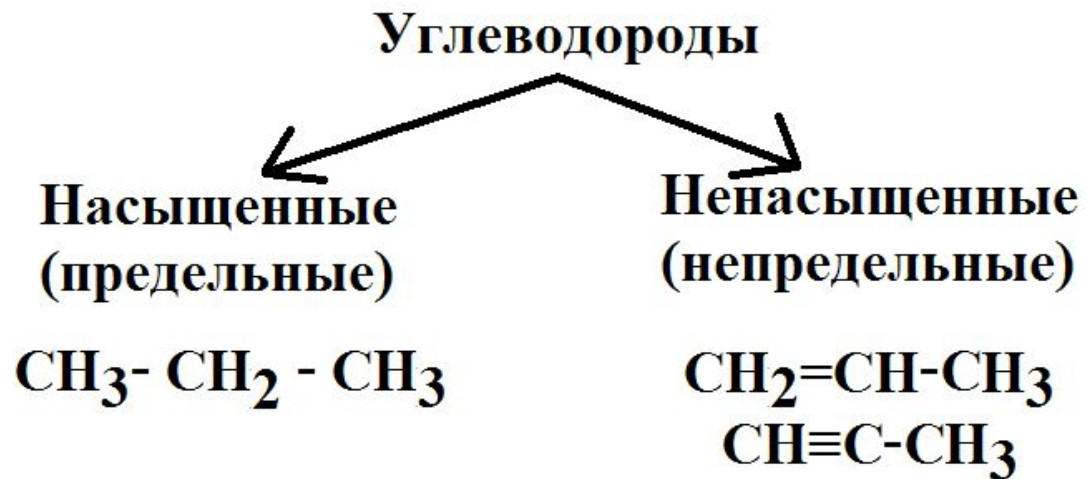 Углеводороды
Насыщенные
(предельные)
CH₃- CH₂ - CH₃
Ненасыщенные
(непредельные)
CH₂=CH-CH₃
CH≡C-CH₃